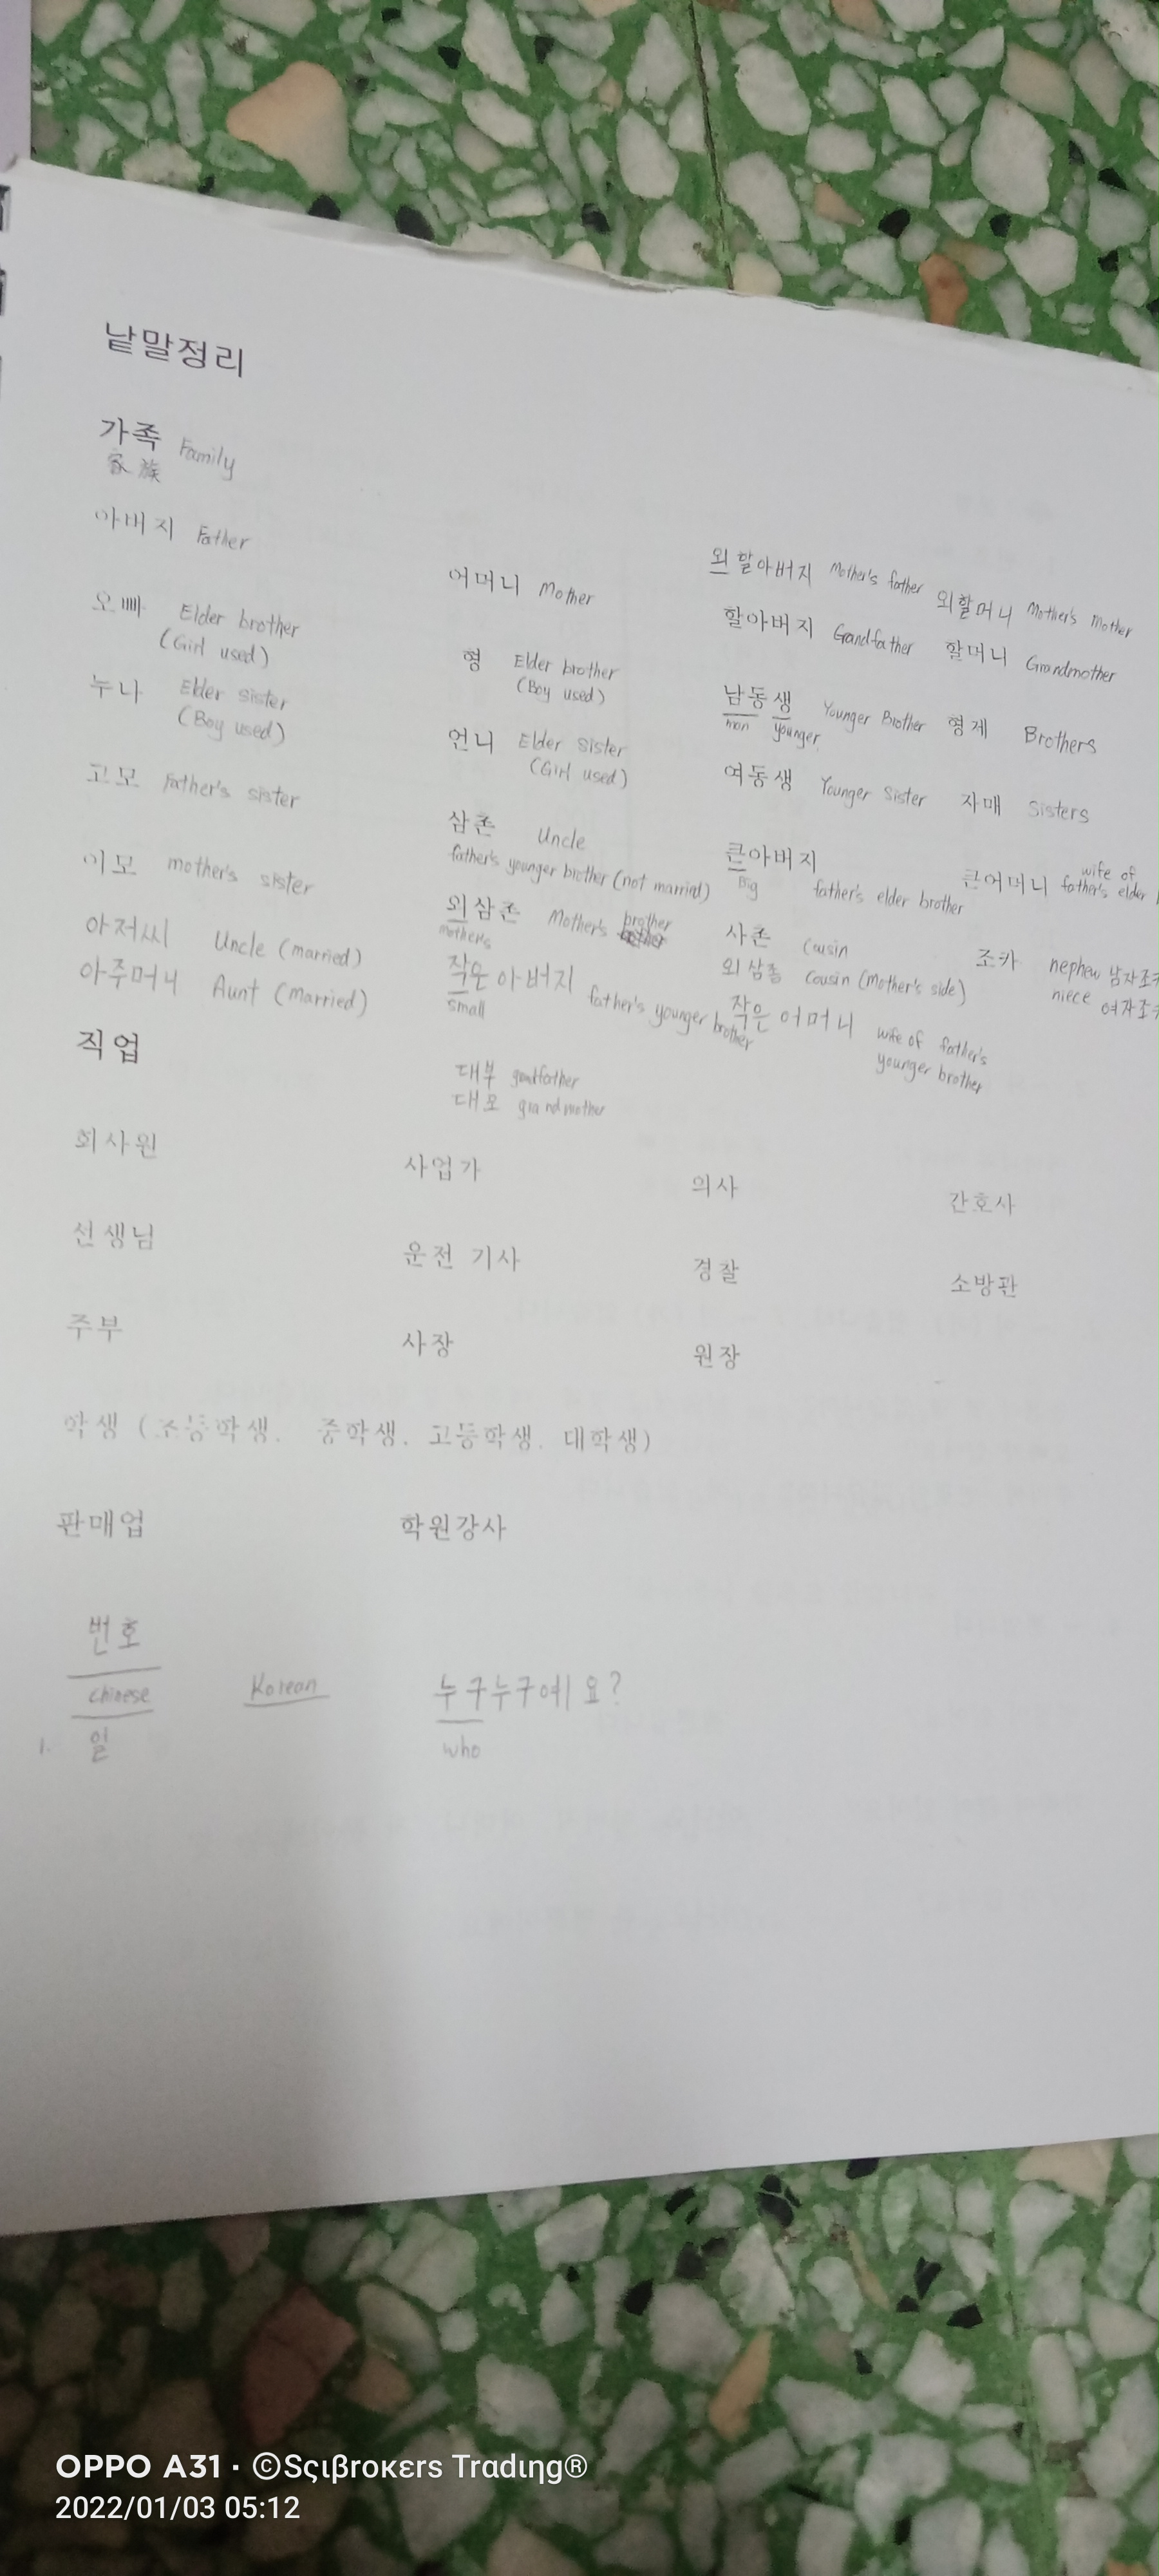 낱말정리
가족 Family
家族
아버지 Father
어머니 Mother
외할아버지 Mother's father 외할머니 Mother's Mother
할아버지 Grandfather 할머니 Grandmother
오빠 Elder brother
(Girl used)
형 Elder brother
(Boy used)
남동생 Younger Brother 형제 Brothers
man younger
누나 Elder sister
(Boy used)
언니 Elder Sister
(Girl used)
여동생 Younger Sister 자매 Sisters
고모 Father's sister
삼촌 Uncle
father's younger brother (not married)
큰아버지
Big father's elder brother
큰어머니 wife of
father's elder
이모 mother's sister
외삼촌 Mother's brother
mother's
사촌 Cousin
외삼종 Cousin (Mother's side)
조카 nephew 남자조카
niece 여자조카
아저씨 Uncle (married)
아주머니 Aunt (married)
작은아버지 father's younger brother
small
작은어머니 wife of father's
younger brother
직업
대부 grandfather
대모 grandmother
회사원 사업가 의사 간호사
선생님 운전 기사 경찰 소방관
주부 사장 원장
학생 (초등학생. 중학생. 고등학생. 대학생)
판매업 학원강사
번호
Chinese Korean 누구누구예요?
1. 일 who
OPPO A31 · ©Sςιβrοκεrs Trαdιηg®
2022/01/03 05:12